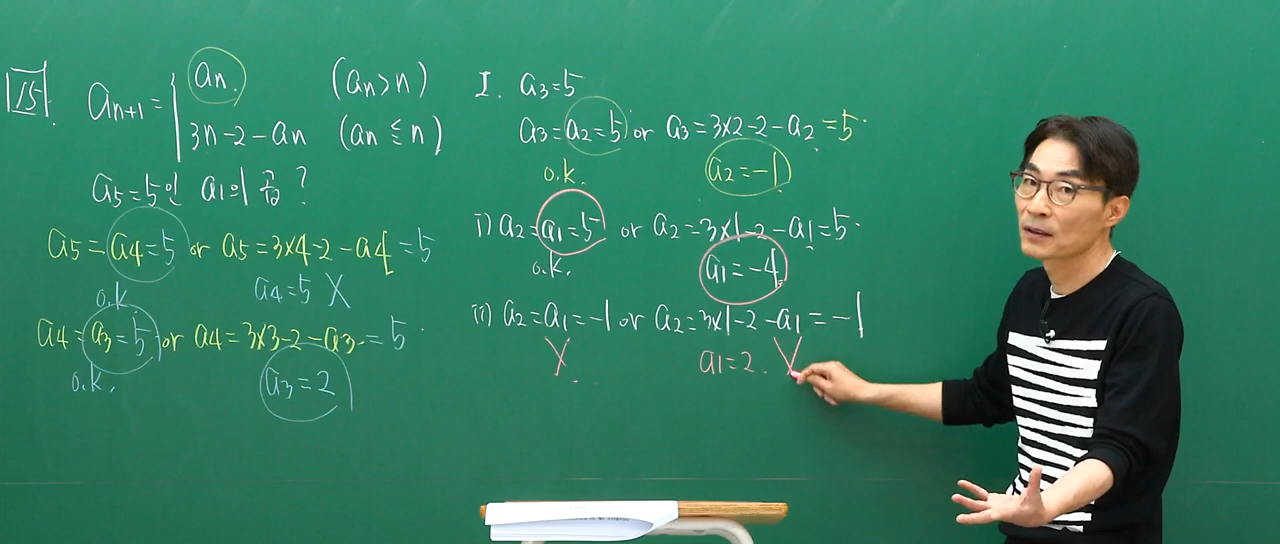 15.
an+1 = { an. (an>n)
3n-2-an (an≤n)
a5=5인 a1의 곱?
a5=a4=5 or a5=3×4-2-a4=5
o.k. a4=5 X
a4=a3=5 or a4=3×3-2-a3=5
o.k. a3=2
I. a3=5
a3=a2=5 or a3=3×2-2-a2=5
o.k. a2=-1
i) a2=a1=5 or a2=3×1-2-a1=5
o.k. a1=-4
ii) a2=a1=-1 or a2=3×1-2-a1=-1
X a1=2. X